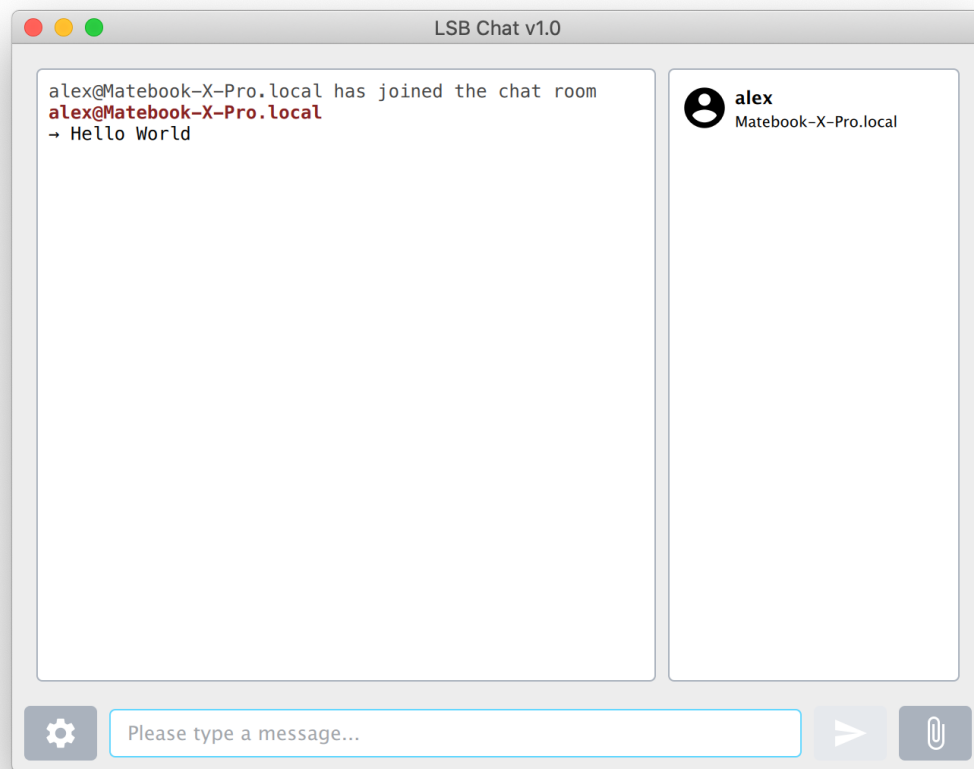 LSB Chat v1.0
alex@Matebook-X-Pro.local has joined the chat room
alex@Matebook-X-Pro.local
→ Hello World
alex
Matebook-X-Pro.local
Please type a message...